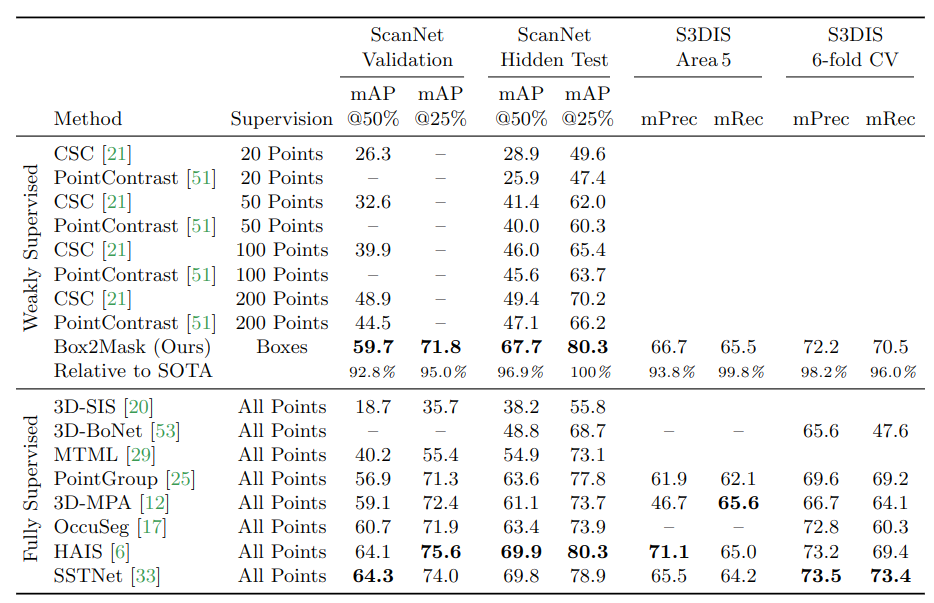 ScanNet ScanNet S3DIS S3DIS
Validation Hidden Test Area 5 6-fold CV
mAP mAP mAP mAP
Method Supervision @50% @25% @50% @25% mPrec mRec mPrec mRec
Weakly Supervised
CSC [21] 20 Points 26.3 – 28.9 49.6
PointContrast [51] 20 Points – – 25.9 47.4
CSC [21] 50 Points 32.6 – 41.4 62.0
PointContrast [51] 50 Points – – 40.0 60.3
CSC [21] 100 Points 39.9 – 46.0 65.4
PointContrast [51] 100 Points – – 45.6 63.7
CSC [21] 200 Points 48.9 – 49.4 70.2
PointContrast [51] 200 Points 44.5 – 47.1 66.2
Box2Mask (Ours) Boxes 59.7 71.8 67.7 80.3 66.7 65.5 72.2 70.5
Relative to SOTA 92.8% 95.0% 96.9% 100% 93.8% 99.8% 98.2% 96.0%
Fully Supervised
3D-SIS [20] All Points 18.7 35.7 38.2 55.8
3D-BoNet [53] All Points – – 48.8 68.7 – – 65.6 47.6
MTML [29] All Points 40.2 55.4 54.9 73.1
PointGroup [25] All Points 56.9 71.3 63.6 77.8 61.9 62.1 69.6 69.2
3D-MPA [12] All Points 59.1 72.4 61.1 73.7 46.7 65.6 66.7 64.1
OccuSeg [17] All Points 60.7 71.9 63.4 73.9 – – 72.8 60.3
HAIS [6] All Points 64.1 75.6 69.9 80.3 71.1 65.0 73.2 69.4
SSTNet [33] All Points 64.3 74.0 69.8 78.9 65.5 64.2 73.5 73.4